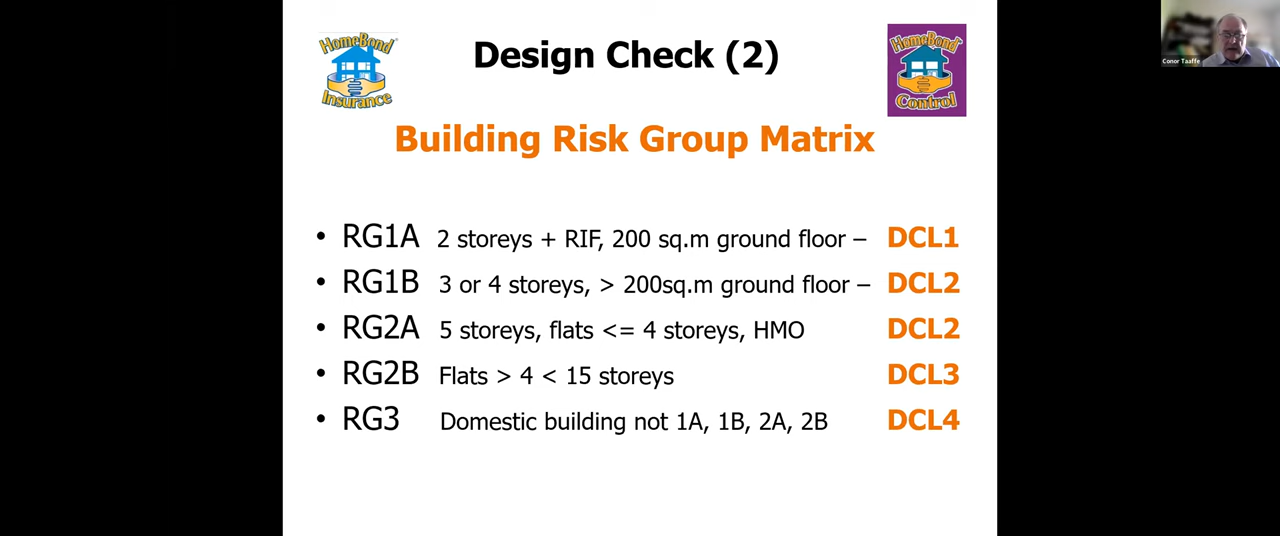 HomeBond
Insurance
Design Check (2)
HomeBond
Control
Conor Taaffe
Building Risk Group Matrix
• RG1A 2 storeys + RIF, 200 sq.m ground floor – DCL1
• RG1B 3 or 4 storeys, > 200sq.m ground floor – DCL2
• RG2A 5 storeys, flats <= 4 storeys, HMO DCL2
• RG2B Flats > 4 < 15 storeys DCL3
• RG3 Domestic building not 1A, 1B, 2A, 2B DCL4